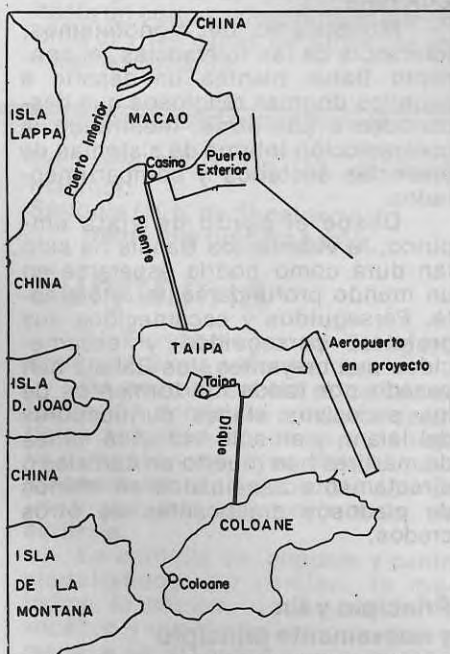 CHINA
ISLA
LAPPA
MACAO
Puerto Interior
Casino
Puerto
Exterior
Puente
CHINA
TAIPA
Aeropuerto
en proyecto
Taipa
ISLA
D. JOAO
Dique
CHINA
COLOANE
ISLA
DE LA
MONTANA
Coloane